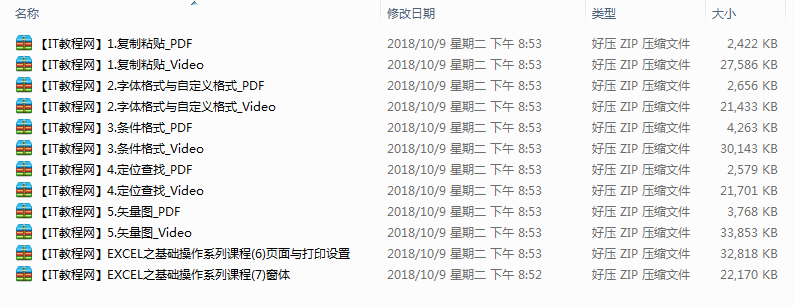 名称 修改日期 类型 大小
【IT教程网】1.复制粘贴_PDF 2018/10/9 星期二 下午 8:53 好压 ZIP 压缩文件 2,422 KB
【IT教程网】1.复制粘贴_Video 2018/10/9 星期二 下午 8:53 好压 ZIP 压缩文件 27,586 KB
【IT教程网】2.字体格式与自定义格式_PDF 2018/10/9 星期二 下午 8:53 好压 ZIP 压缩文件 2,656 KB
【IT教程网】2.字体格式与自定义格式_Video 2018/10/9 星期二 下午 8:53 好压 ZIP 压缩文件 21,433 KB
【IT教程网】3.条件格式_PDF 2018/10/9 星期二 下午 8:53 好压 ZIP 压缩文件 4,263 KB
【IT教程网】3.条件格式_Video 2018/10/9 星期二 下午 8:53 好压 ZIP 压缩文件 30,143 KB
【IT教程网】4.定位查找_PDF 2018/10/9 星期二 下午 8:53 好压 ZIP 压缩文件 2,579 KB
【IT教程网】4.定位查找_Video 2018/10/9 星期二 下午 8:53 好压 ZIP 压缩文件 21,701 KB
【IT教程网】5.矢量图_PDF 2018/10/9 星期二 下午 8:53 好压 ZIP 压缩文件 3,768 KB
【IT教程网】5.矢量图_Video 2018/10/9 星期二 下午 8:53 好压 ZIP 压缩文件 33,853 KB
【IT教程网】EXCEL之基础操作系列课程(6)页面与打印设置 2018/10/9 星期二 下午 8:53 好压 ZIP 压缩文件 32,818 KB
【IT教程网】EXCEL之基础操作系列课程(7)窗体 2018/10/9 星期二 下午 8:52 好压 ZIP 压缩文件 22,170 KB